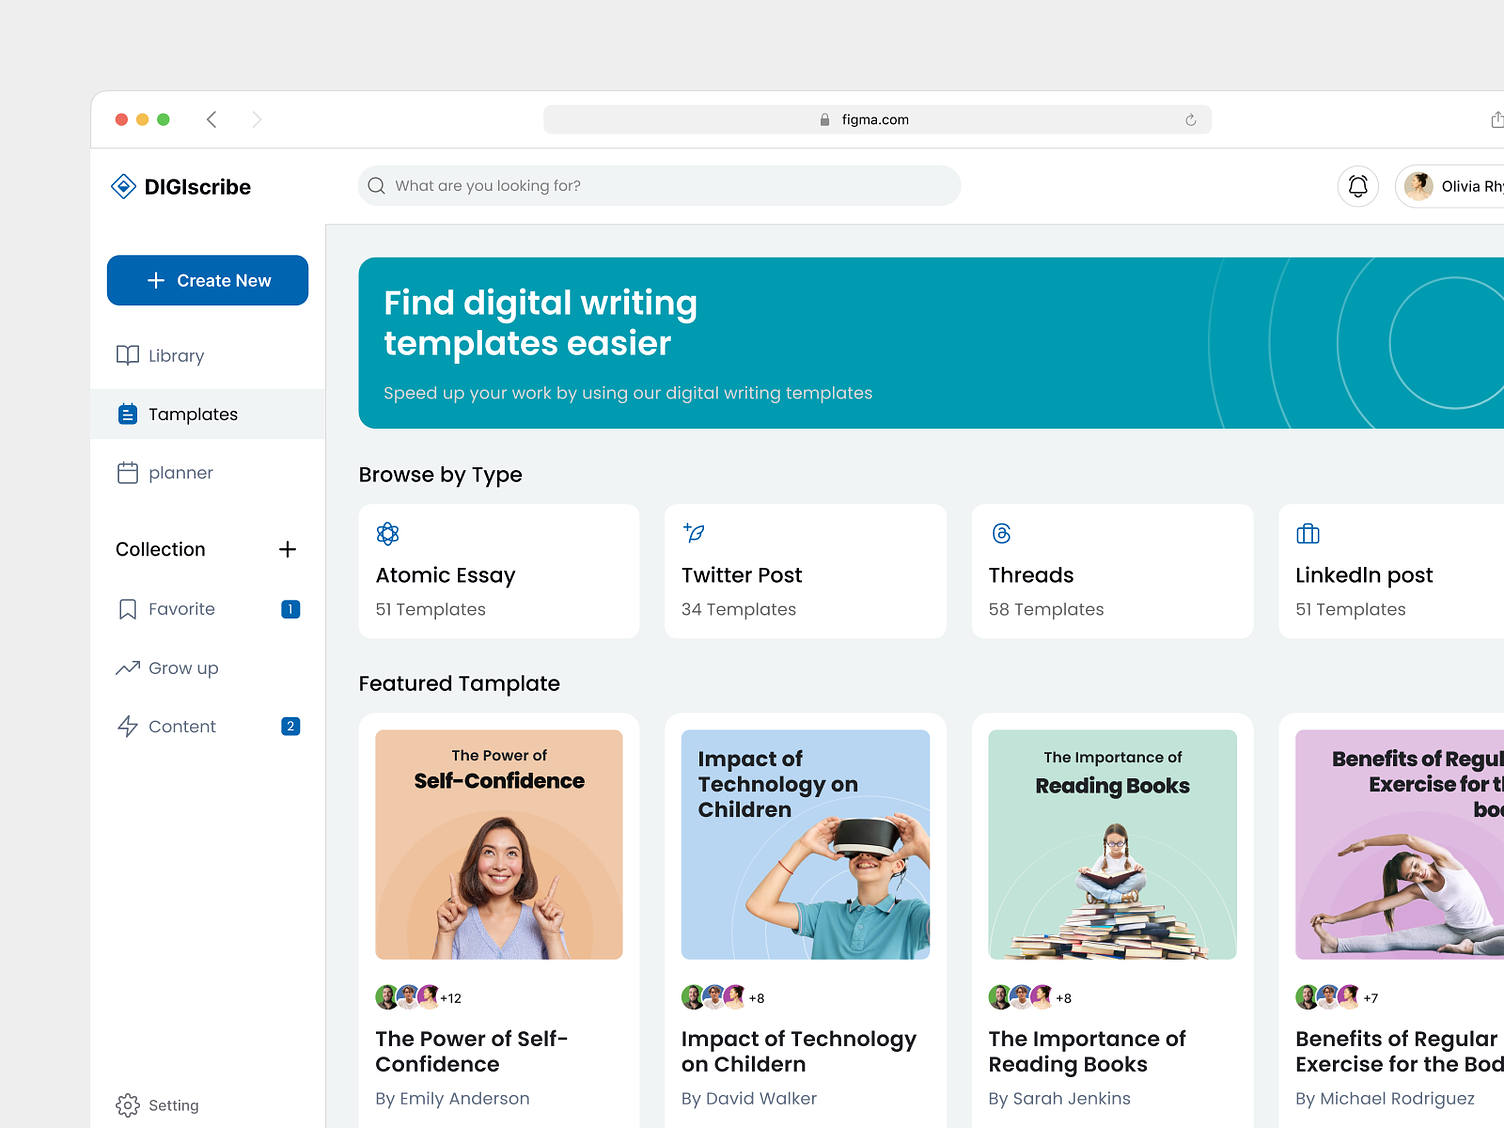 figma.com
DIGIscribe
What are you looking for?
Olivia Rhy
Create New
Library
Tamplates
planner
Collection
Favorite 1
Grow up
Content 2
Setting
Find digital writing
templates easier
Speed up your work by using our digital writing templates
Browse by Type
Atomic Essay
51 Templates
Twitter Post
34 Templates
Threads
58 Templates
LinkedIn post
51 Templates
Featured Tamplate
The Power of
Self-Confidence
+12
The Power of Self-
Confidence
By Emily Anderson
Impact of
Technology on
Children
+8
Impact of Technology
on Childern
By David Walker
The Importance of
Reading Books
+8
The Importance of
Reading Books
By Sarah Jenkins
Benefits of Regul
Exercise for th
bo
+7
Benefits of Regular
Exercise for the Bod
By Michael Rodriguez